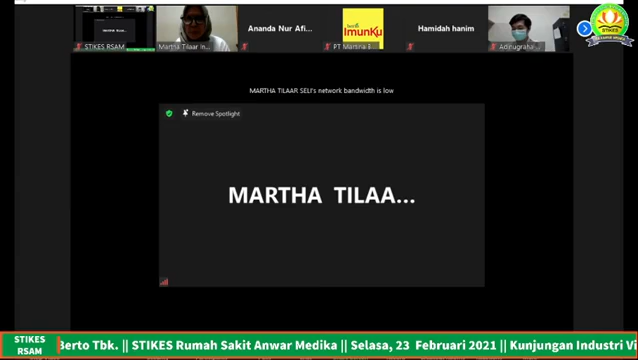 STIKES RSAM
Martha Tilaar In...
Ananda Nur Afi...
ImunKu
PT Martina B...
Hamidah hanim
Adinugraha
STIKES
MARTHA TILAAR SELI's network bandwidth is low
Remove Spotlight
MARTHA TILAA...
STIKES RSAM
Berto Tbk. || STIKES Rumah Sakit Anwar Medika || Selasa, 23 Februari 2021 || Kunjungan Industri Vi